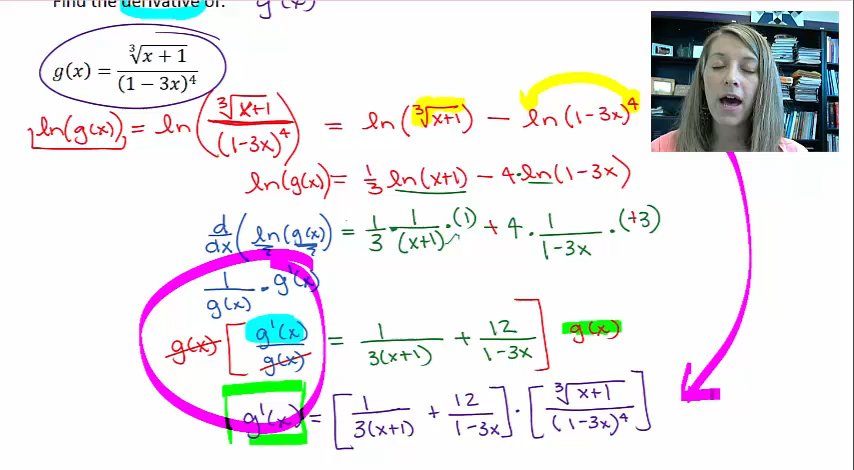 Find the derivative of: g'(x)
g(x) = ∛(x + 1) / (1 − 3x)⁴
ln(g(x)) = ln(∛(x+1) / (1-3x)⁴) = ln(∛(x+1)) − ln(1-3x)⁴
ln(g(x)) = 1/3 ln(x+1) − 4·ln(1-3x)
d/dx (ln(g(x)) = 1/3 · 1/(x+1) · (1) + 4 · 1/(1-3x) · (+3)
1/g(x) · g'(x)
g(x) [ g'(x)/g(x) = 1/(3(x+1)) + 12/(1-3x) ] g(x)
g'(x) = [ 1/(3(x+1)) + 12/(1-3x) ] · [ ∛(x+1) / (1-3x)⁴ ]